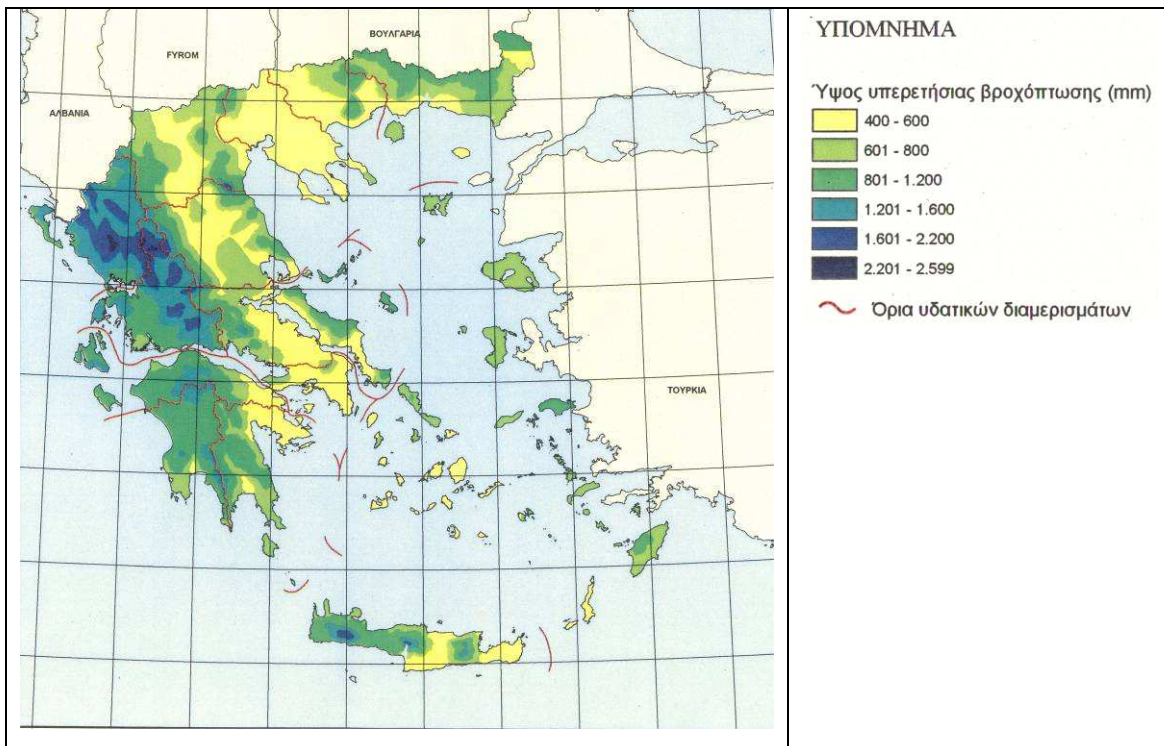 ΒΟΥΛΓΑΡΙΑ
FYROM
ΑΛΒΑΝΙΑ
ΤΟΥΡΚΙΑ
ΥΠΟΜΝΗΜΑ
Ύψος υπερετήσιας βροχόπτωσης (mm)
400 - 600
601 - 800
801 - 1.200
1.201 - 1.600
1.601 - 2.200
2.201 - 2.599
Όρια υδατικών διαμερισμάτων